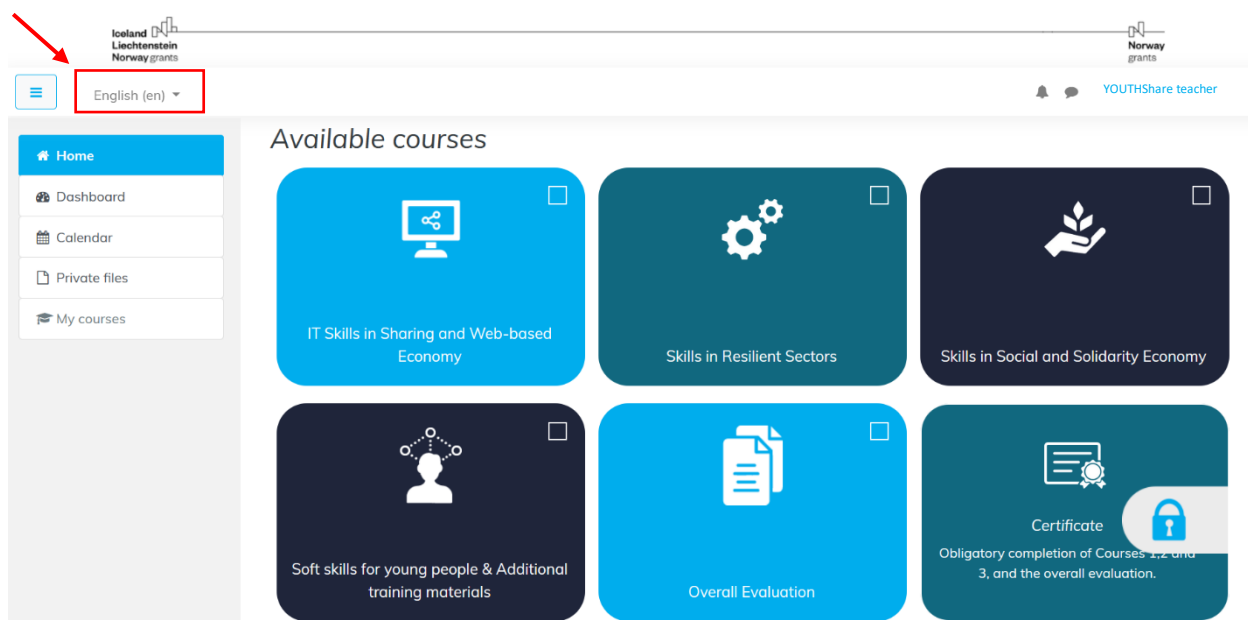 Iceland
Liechtenstein
Norway grants
Norway
grants
English (en)
YOUTHShare teacher
Home
Dashboard
Calendar
Private files
My courses
Available courses
IT Skills in Sharing and Web-based
Economy
Skills in Resilient Sectors
Skills in Social and Solidarity Economy
Soft skills for young people & Additional
training materials
Overall Evaluation
Certificate
Obligatory completion of Courses 1,2 and
3, and the overall evaluation.